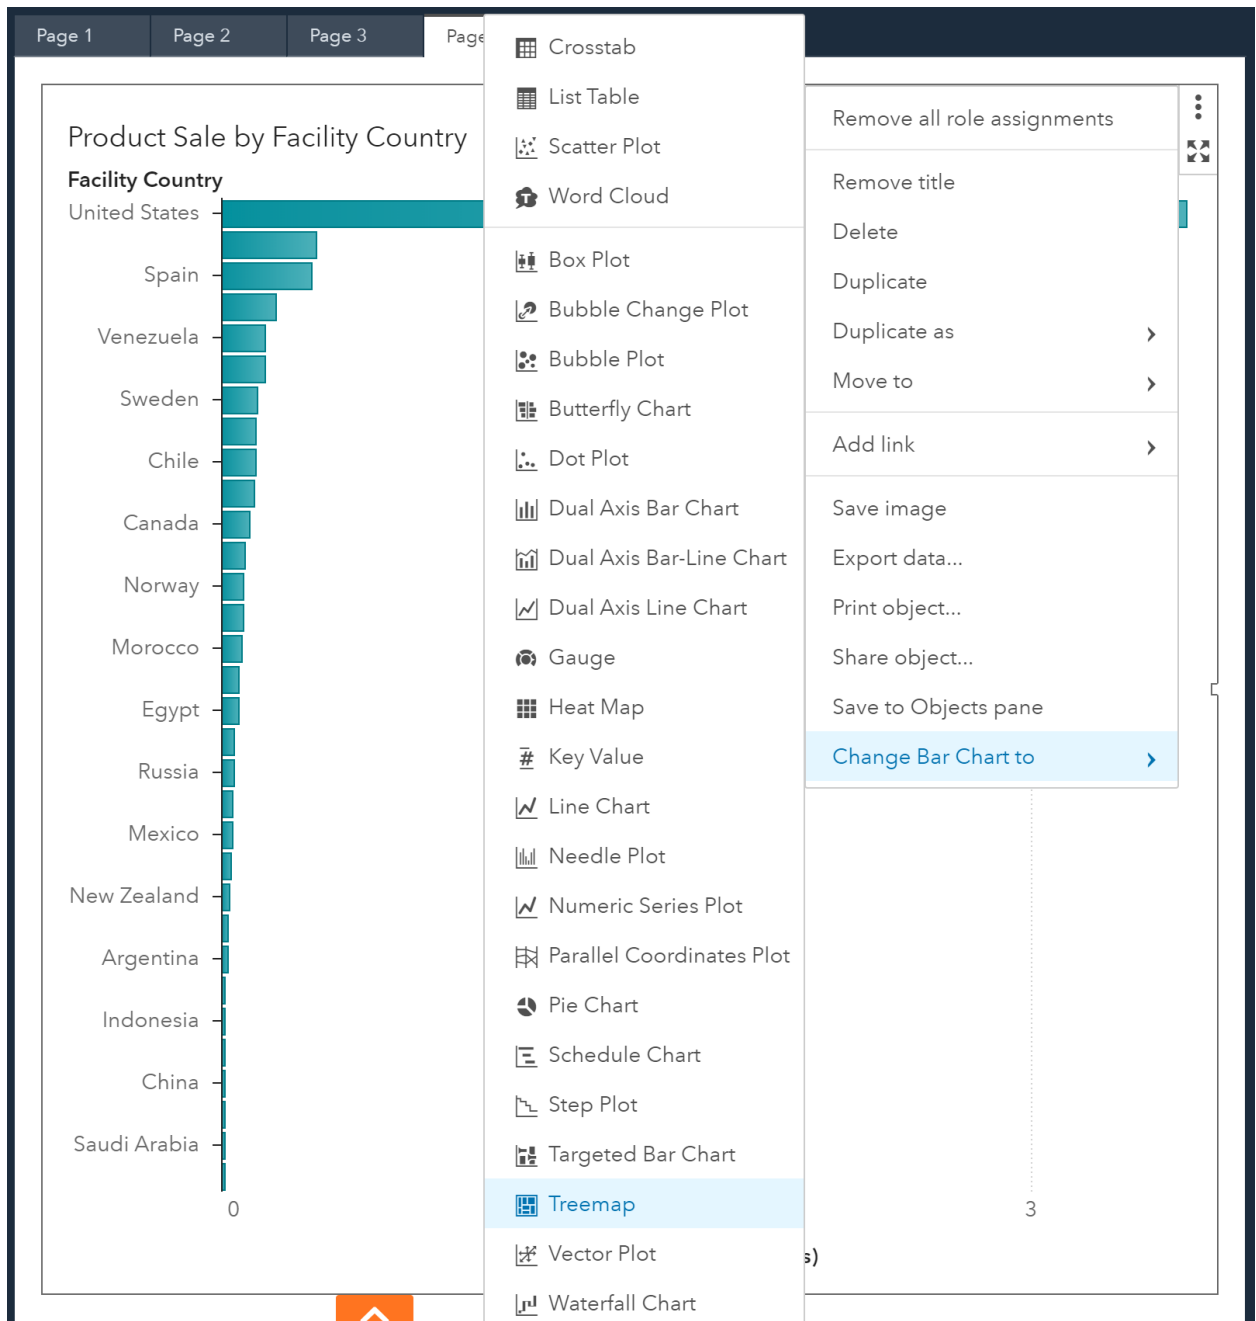 Page 1
Page 2
Page 3
Page
Product Sale by Facility Country
Facility Country
United States
Spain
Venezuela
Sweden
Chile
Canada
Norway
Morocco
Egypt
Russia
Mexico
New Zealand
Argentina
Indonesia
China
Saudi Arabia
0
3
s)
Crosstab
List Table
Scatter Plot
Word Cloud
Box Plot
Bubble Change Plot
Bubble Plot
Butterfly Chart
Dot Plot
Dual Axis Bar Chart
Dual Axis Bar-Line Chart
Dual Axis Line Chart
Gauge
Heat Map
Key Value
Line Chart
Needle Plot
Numeric Series Plot
Parallel Coordinates Plot
Pie Chart
Schedule Chart
Step Plot
Targeted Bar Chart
Treemap
Vector Plot
Waterfall Chart
Remove all role assignments
Remove title
Delete
Duplicate
Duplicate as
Move to
Add link
Save image
Export data...
Print object...
Share object...
Save to Objects pane
Change Bar Chart to